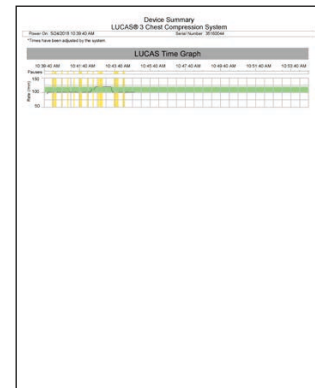 Device Summary
LUCAS® 3 Chest Compression System
Power On: 5/24/2018 10:39:40 AM Serial Number:
*Times have been adjusted by the system
LUCAS Time Graph
10:39:40 AM 10:41:40 AM 10:43:40 AM 10:45:40 AM 10:47:40 AM 10:49:40 AM 10:51:40 AM 10:53:40 AM
Pauses
150
Rate (/min)
100
50